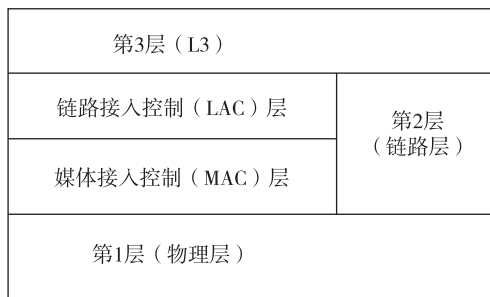 第3层（L3）
链路接入控制（LAC）层
第2层
（链路层）
媒体接入控制（MAC）层
第1层（物理层）